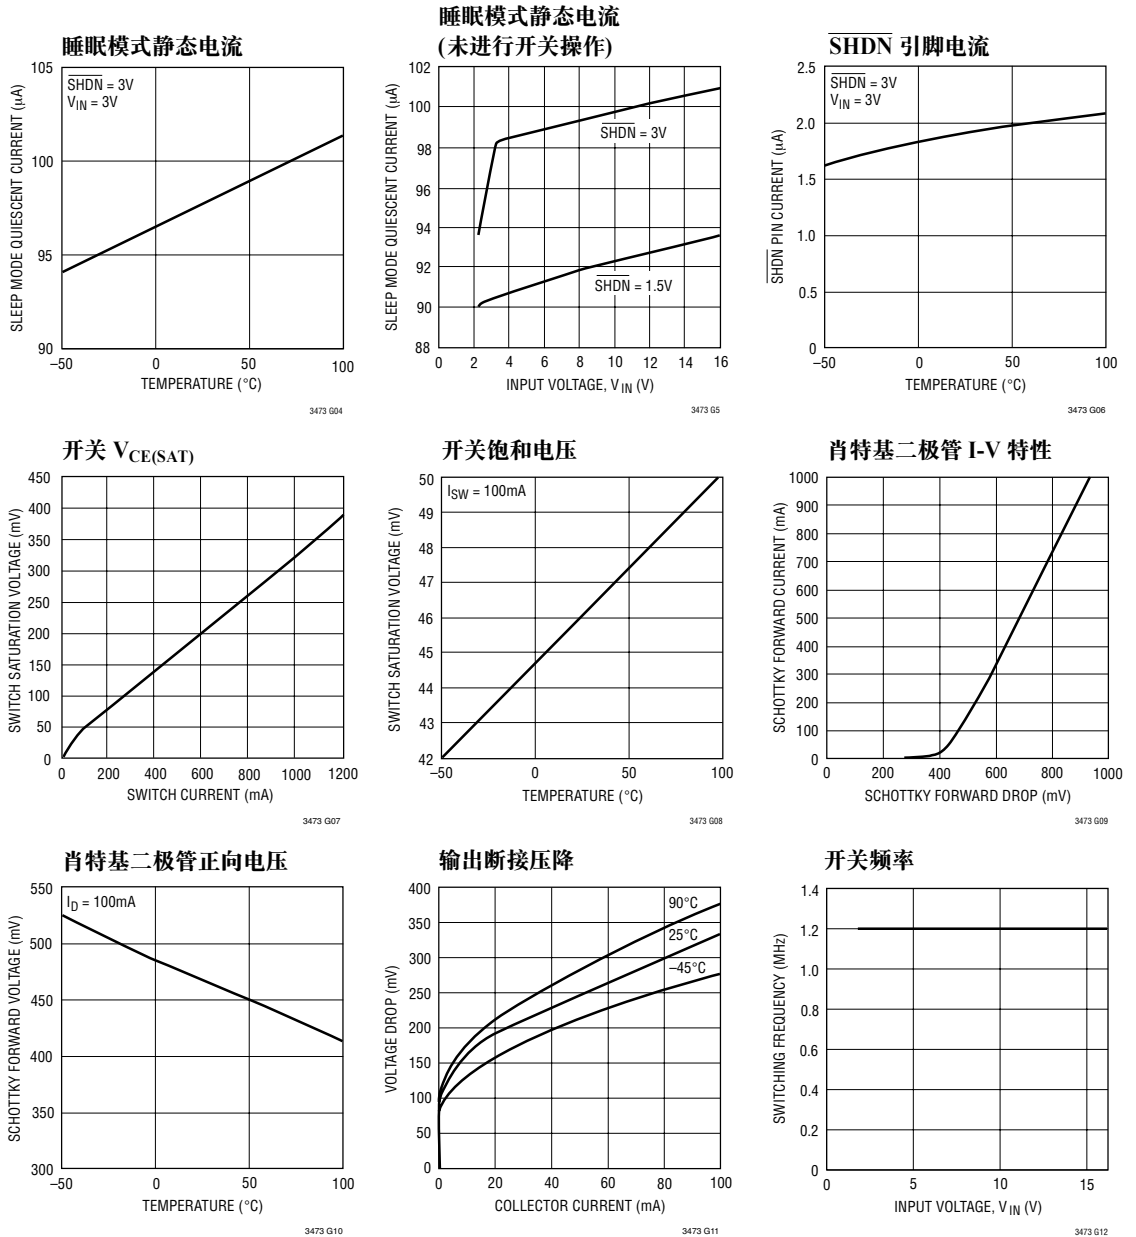 睡眠模式静态电流
105
100
95
90
SLEEP MODE QUIESCENT CURRENT (µA)
SHDN = 3V
VIN = 3V
–50 0 50 100
TEMPERATURE (°C)
3473 G04
睡眠模式静态电流
(未进行开关操作)
102
100
98
96
94
92
90
88
SLEEP MODE QUIESCENT CURRENT (µA)
SHDN = 3V
SHDN = 1.5V
0 2 4 6 8 10 12 14 16
INPUT VOLTAGE, VIN (V)
3473 G5
SHDN 引脚电流
2.5
2.0
1.5
1.0
0.5
0
SHDN PIN CURRENT (µA)
SHDN = 3V
VIN = 3V
–50 0 50 100
TEMPERATURE (°C)
3473 G06
开关 VCE(SAT)
450
400
350
300
250
200
150
100
50
0
SWITCH SATURATION VOLTAGE (mV)
0 200 400 600 800 1000 1200
SWITCH CURRENT (mA)
3473 G07
开关饱和电压
50
49
48
47
46
45
44
43
42
SWITCH SATURATION VOLTAGE (mV)
ISW = 100mA
–50 0 50 100
TEMPERATURE (°C)
3473 G08
肖特基二极管 I-V 特性
1000
900
800
700
600
500
400
300
200
100
0
SCHOTTKY FORWARD CURRENT (mA)
0 200 400 600 800 1000
SCHOTTKY FORWARD DROP (mV)
3473 G09
肖特基二极管正向电压
550
500
450
400
350
300
SCHOTTKY FORWARD VOLTAGE (mV)
ID = 100mA
–50 0 50 100
TEMPERATURE (°C)
3473 G10
输出断接压降
400
350
300
250
200
150
100
50
0
VOLTAGE DROP (mV)
90°C
25°C
–45°C
0 20 40 60 80 100
COLLECTOR CURRENT (mA)
3473 G11
开关频率
1.4
1.2
1.0
0.8
0.6
0.4
0.2
0
SWITCHING FREQUENCY (MHz)
0 5 10 15
INPUT VOLTAGE, VIN (V)
3473 G12